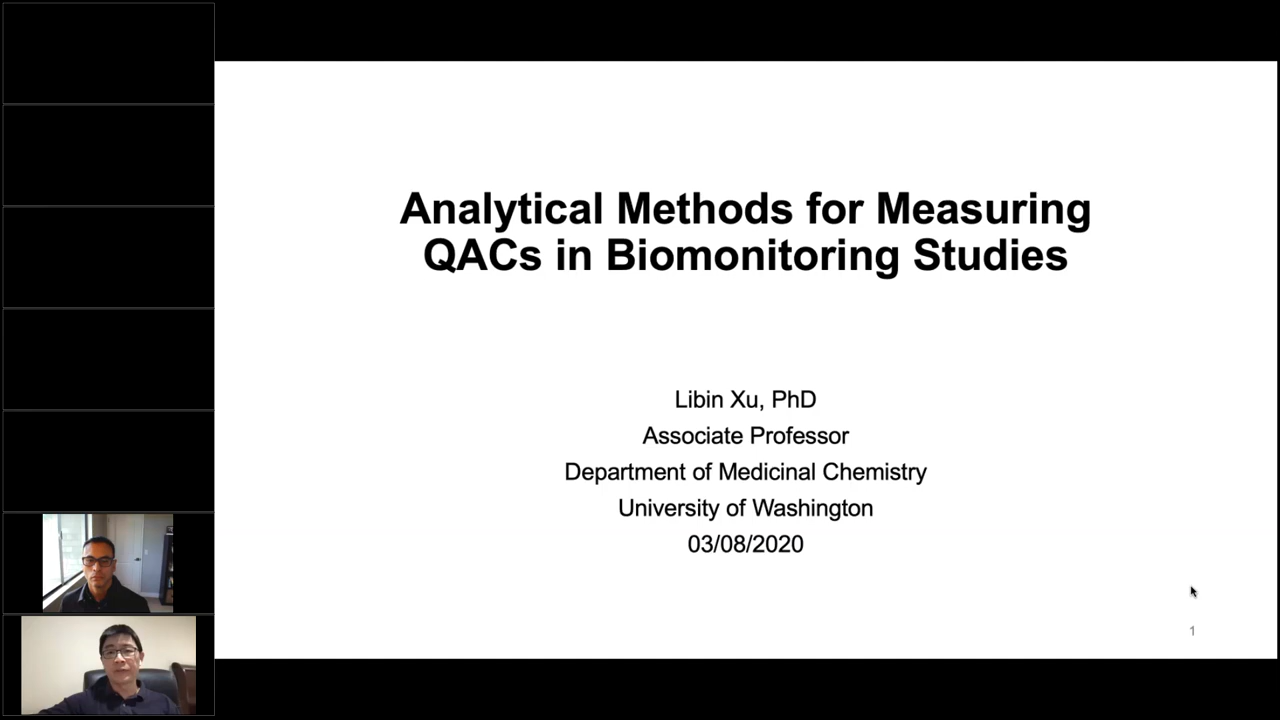 Analytical Methods for Measuring
QACs in Biomonitoring Studies
Libin Xu, PhD
Associate Professor
Department of Medicinal Chemistry
University of Washington
03/08/2020
1